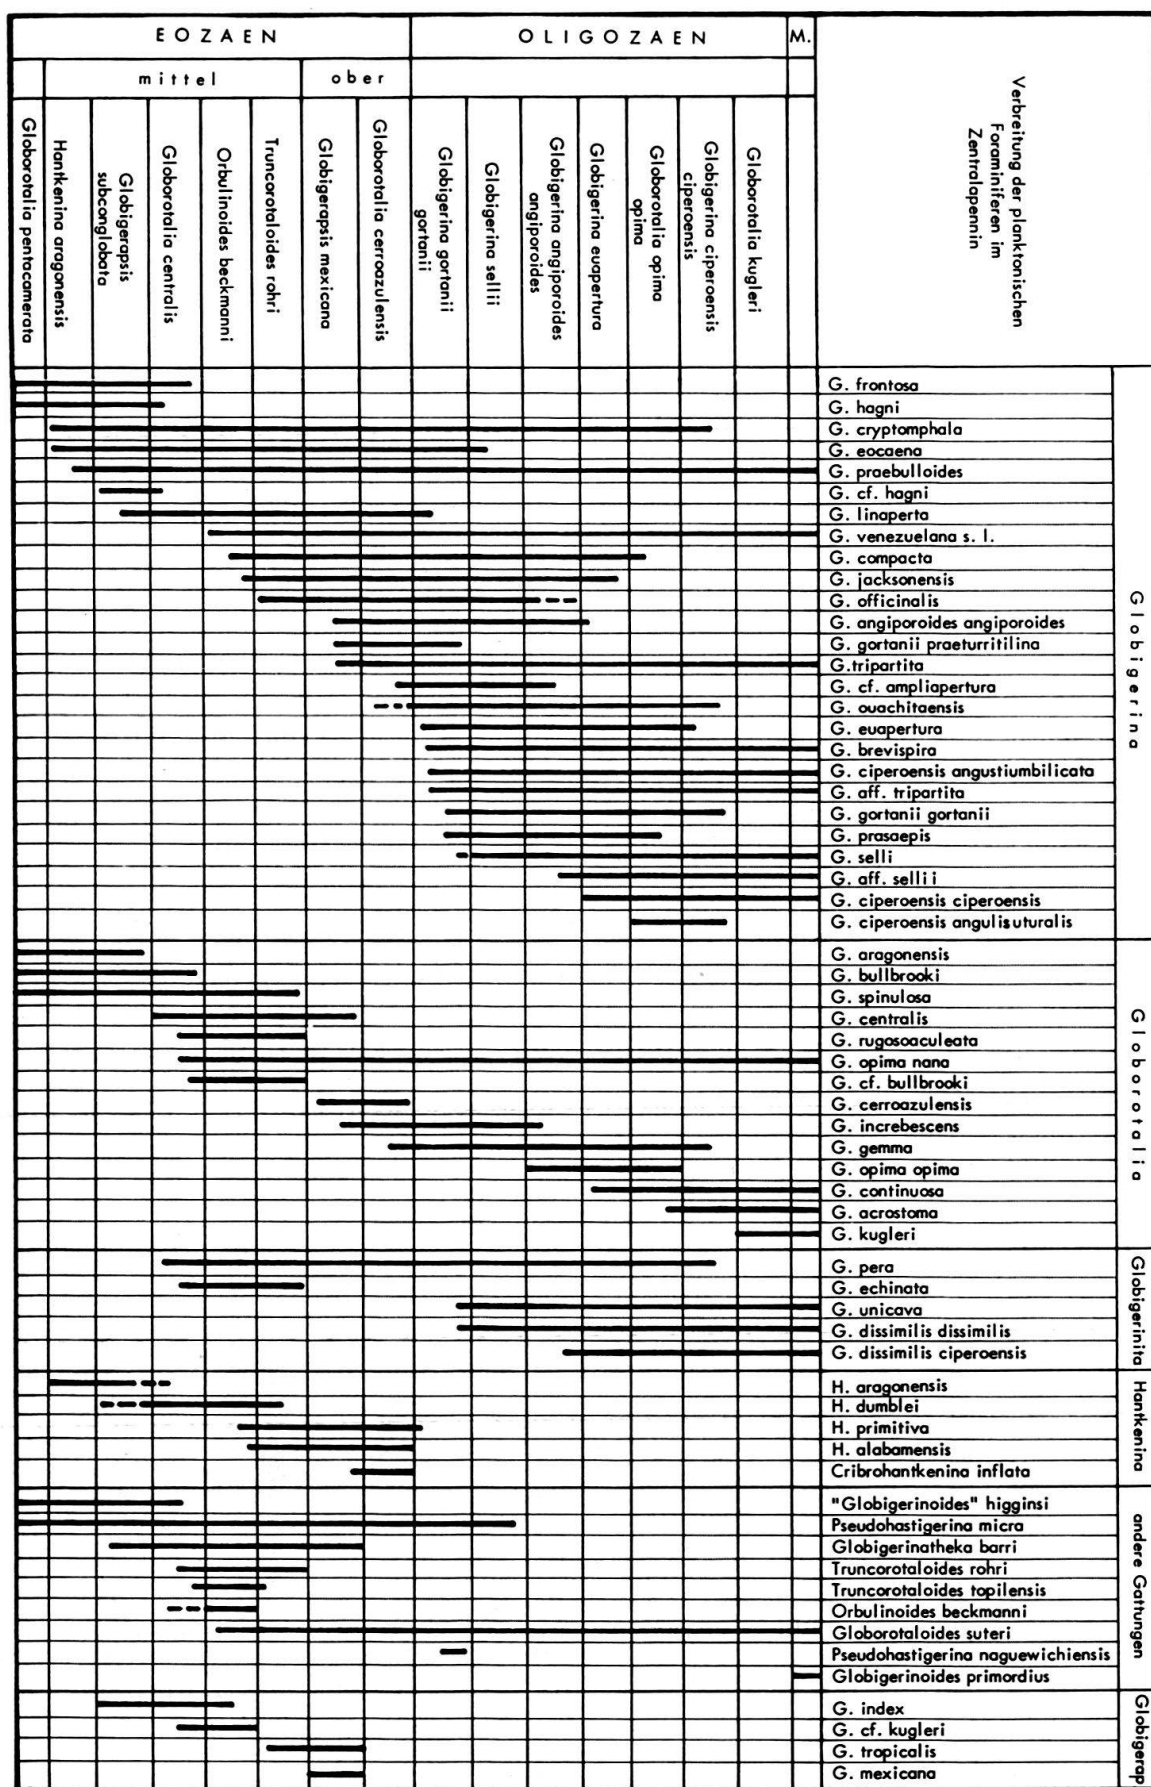 EOZAEN
OLIGOZAEN
M.
mittel
ober
Verbreitung der planktonischen
Foraminiferen im
Zentralapennin
Globorotalia pentacamerata
Hantkenina aragonensis
Globigerapsis
subconglobata
Globorotalia centralis
Orbulinoides beckmanni
Truncorotaloides rohri
Globigerapsis mexicana
Globorotalia cerroazulensis
Globigerina gortanii
gortanii
Globigerina sellii
Globigerina angiporoides
angiporoides
Globigerina euapertura
Globorotalia opima
opima
Globigerina ciperoensis
ciperoensis
Globorotalia kugleri
Globigerina
G. frontosa
G. hagni
G. cryptomphala
G. eocaena
G. praebulloides
G. cf. hagni
G. linaperta
G. venezuelana s. l.
G. compacta
G. jacksonensis
G. officinalis
G. angiporoides angiporoides
G. gortanii praeturritilina
G.tripartita
G. cf. ampliapertura
G. ouachitaensis
G. euapertura
G. brevispira
G. ciperoensis angustiumbilicata
G. aff. tripartita
G. gortanii gortanii
G. prasaepis
G. selli
G. aff. sellii
G. ciperoensis ciperoensis
G. ciperoensis angulisuturalis
Globorotalia
G. aragonensis
G. bullbrooki
G. spinulosa
G. centralis
G. rugosoaculeata
G. opima nana
G. cf. bullbrooki
G. cerroazulensis
G. increbescens
G. gemma
G. opima opima
G. continuosa
G. acrostoma
G. kugleri
Globigerinita
G. pera
G. echinata
G. unicava
G. dissimilis dissimilis
G. dissimilis ciperoensis
Hantkenina
H. aragonensis
H. dumblei
H. primitiva
H. alabamensis
Cribrohantkenina inflata
andere Gattungen
"Globigerinoides" higginsi
Pseudohastigerina micra
Globigerinatheka barri
Truncorotaloides rohri
Truncorotaloides topilensis
Orbulinoides beckmanni
Globorotaloides suteri
Pseudohastigerina naguewichiensis
Globigerinoides primordius
Globigerap
G. index
G. cf. kugleri
G. tropicalis
G. mexicana